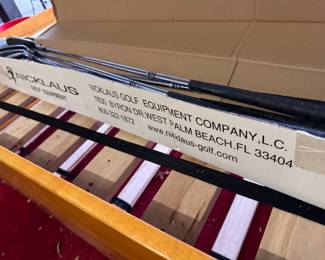 NICKLAUS
GOLF EQUIPMENT
NICKLAUS GOLF EQUIPMENT COMPANY, L.C.
7830 BYRON DR. WEST PALM BEACH, FL 33404
800-322-1872
www.nicklaus-golf.com